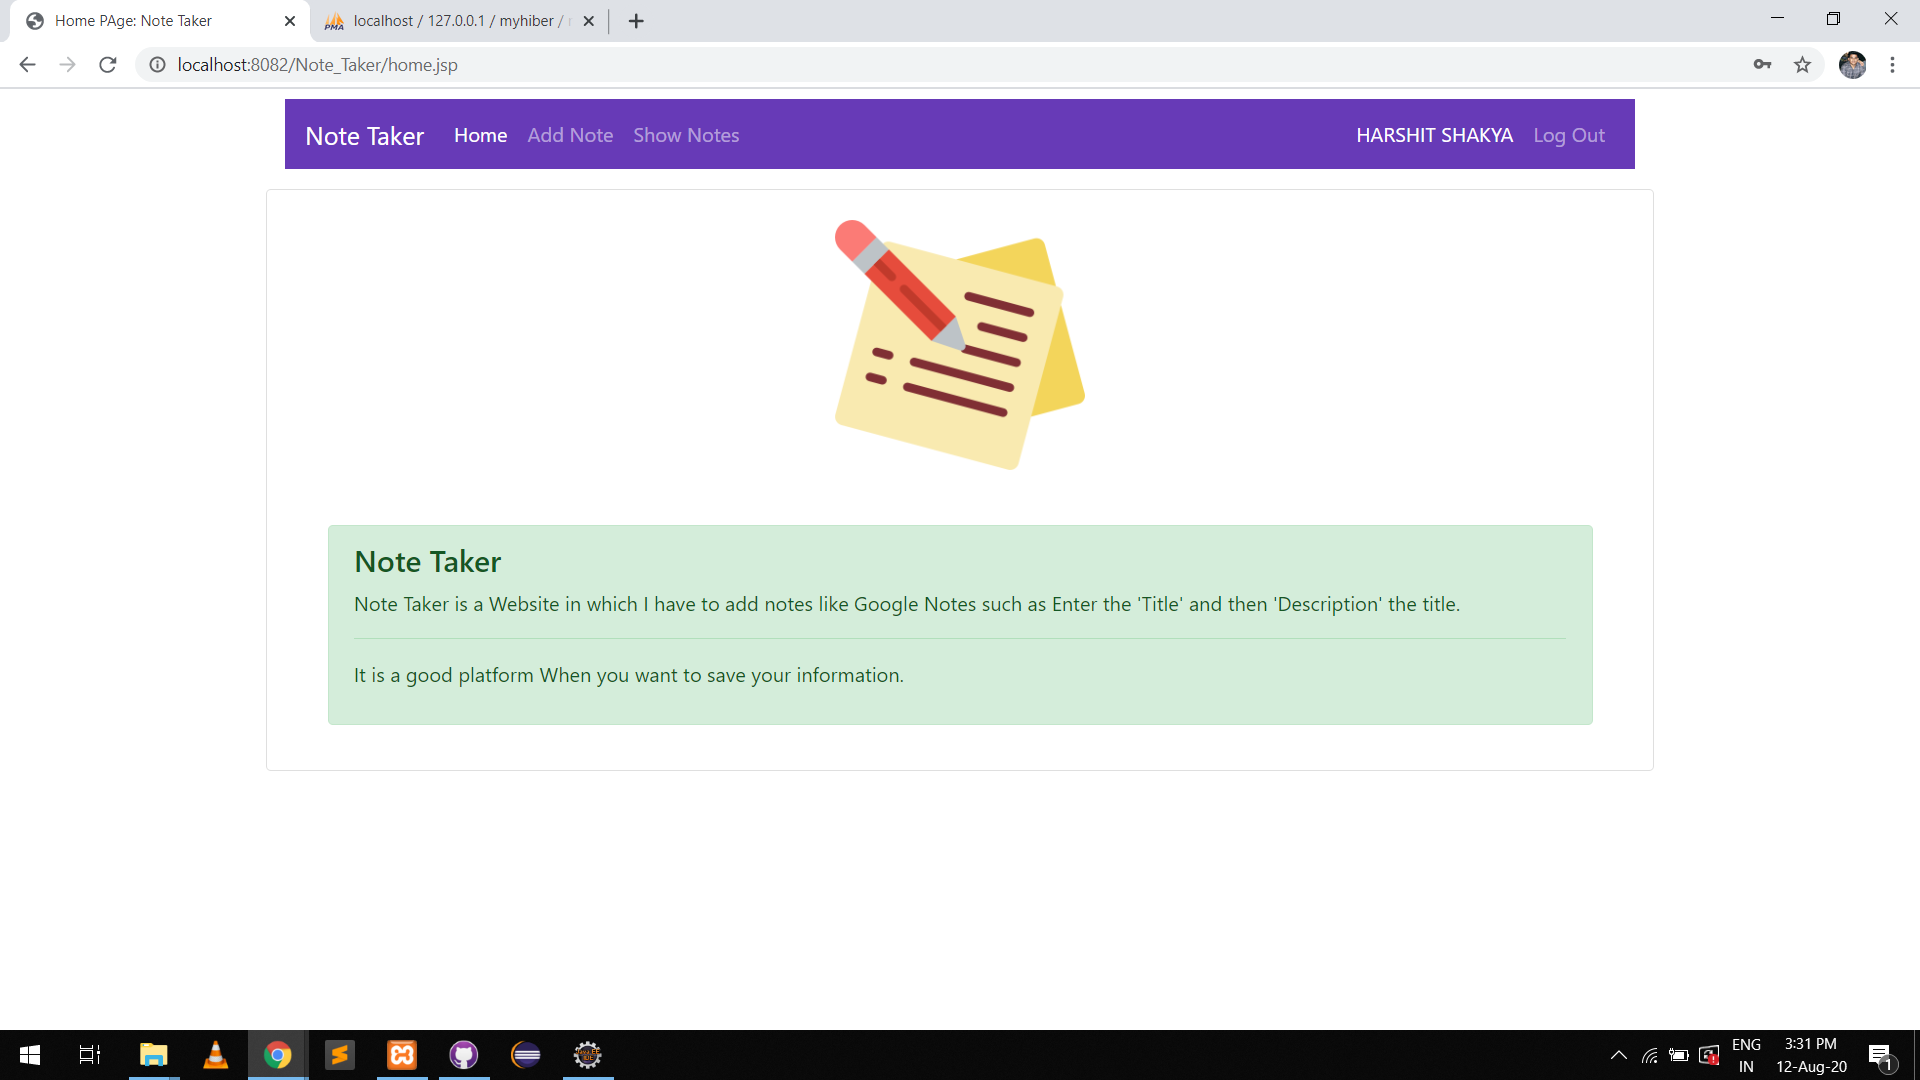 Home PAge: Note Taker
PMA localhost / 127.0.0.1 / myhiber /
localhost:8082/Note_Taker/home.jsp
Note Taker Home Add Note Show Notes HARSHIT SHAKYA Log Out
Note Taker
Note Taker is a Website in which I have to add notes like Google Notes such as Enter the 'Title' and then 'Description' the title.
It is a good platform When you want to save your information.
ENG 3:31 PM
IN 12-Aug-20 1